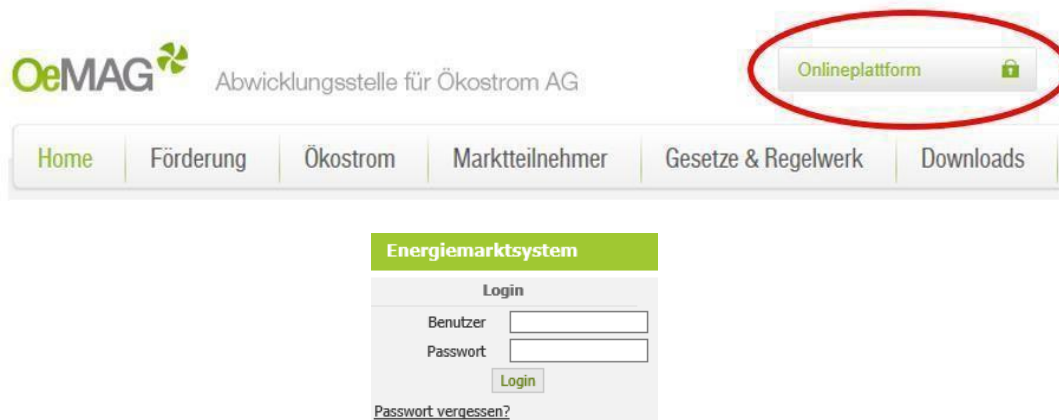 OeMAG Abwicklungsstelle für Ökostrom AG Onlineplattform
Home Förderung Ökostrom Marktteilnehmer Gesetze & Regelwerk Downloads
Energiemarktsystem
Login
Benutzer
Passwort
Login
Passwort vergessen?